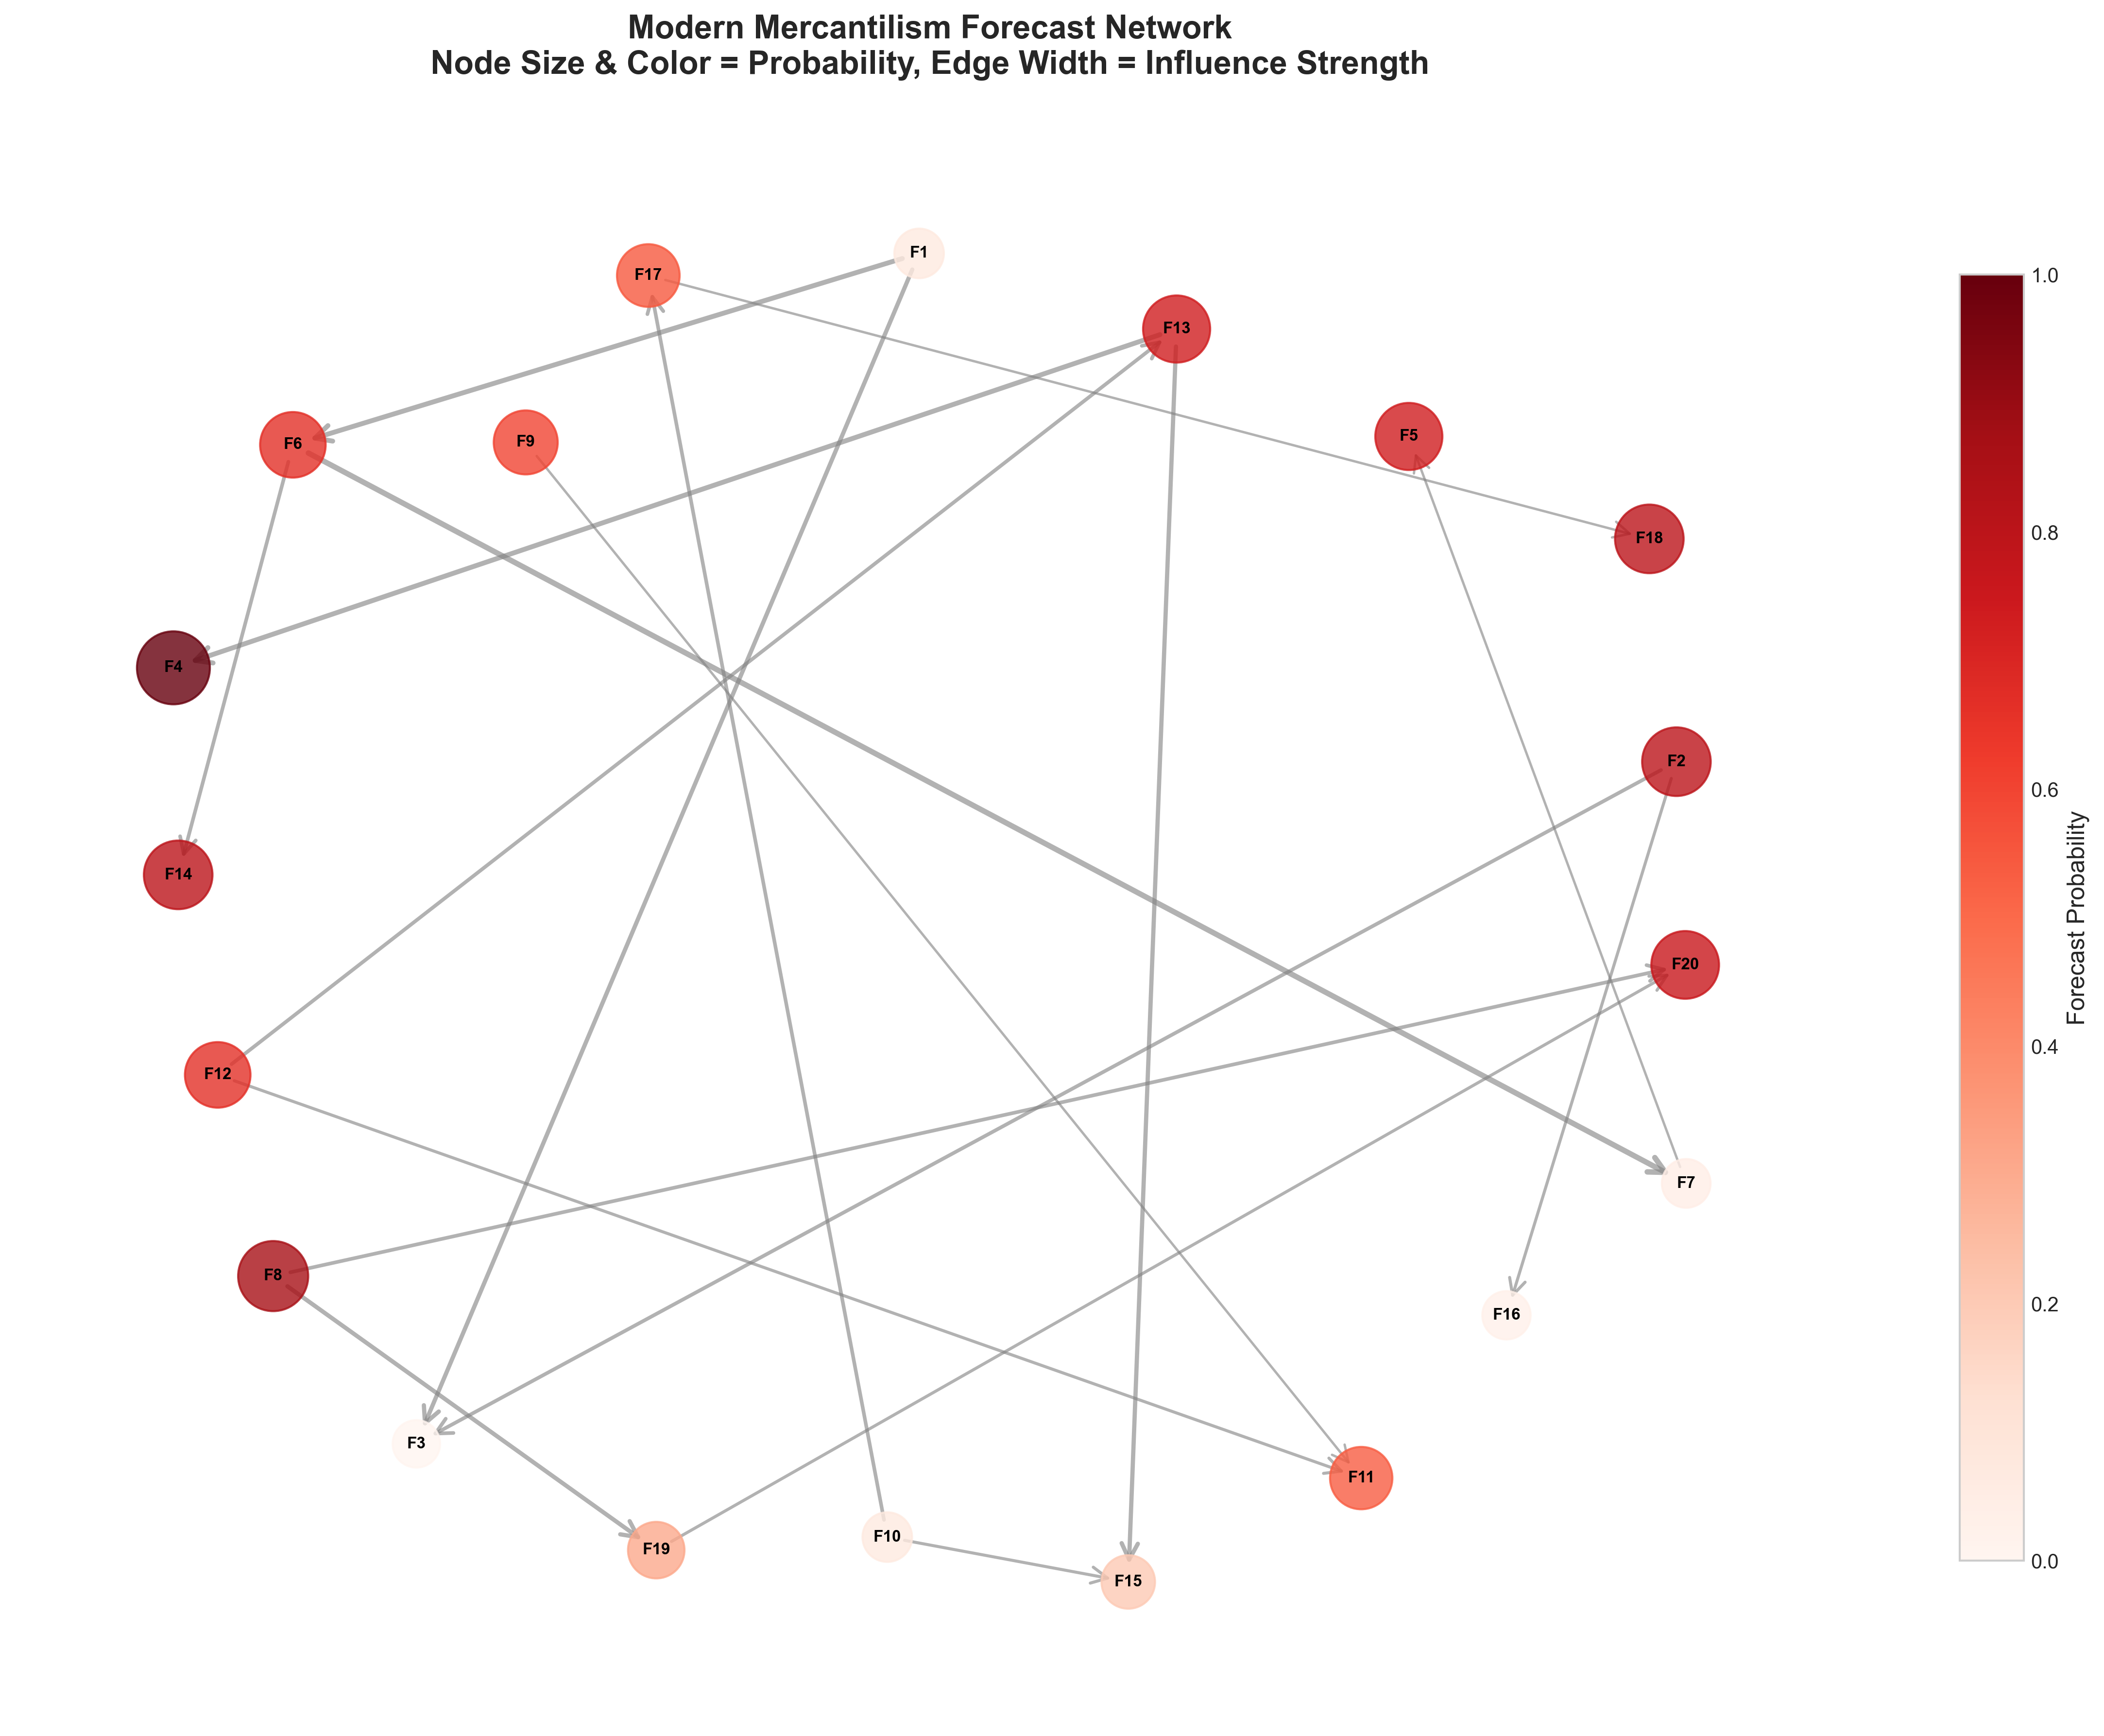 Modern Mercantilism Forecast Network
Node Size & Color = Probability, Edge Width = Influence Strength
F1
F17
F13
F5
F9
F6
F18
F4
F2
F14
F20
F12
F7
F8
F16
F3
F11
F10
F19
F15
1.0
0.8
0.6
0.4
0.2
0.0
Forecast Probability